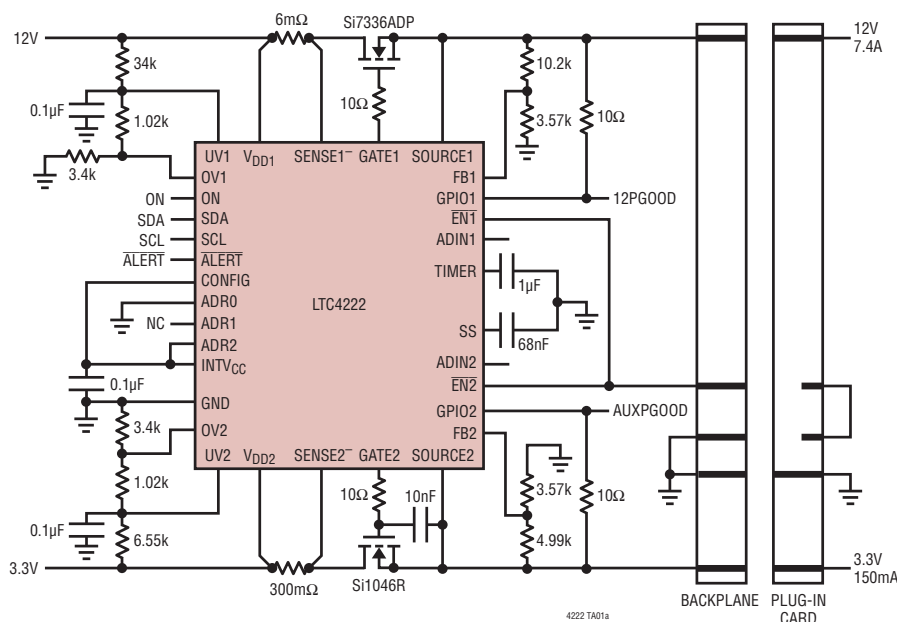 6mΩ
Si7336ADP
12V
12V
7.4A
34k
10.2k
0.1µF
1.02k
10Ω
3.57k
10Ω
3.4k
UV1
VDD1
SENSE1–
GATE1
SOURCE1
OV1
FB1
ON
ON
GPIO1
12PGOOD
SDA
SDA
EN1
SCL
SCL
ADIN1
ALERT
ALERT
CONFIG
TIMER
1µF
ADR0
LTC4222
NC
ADR1
SS
68nF
ADR2
INTVCC
ADIN2
0.1µF
EN2
GND
GPIO2
AUXPGOOD
3.4k
OV2
FB2
UV2
VDD2
SENSE2–
GATE2
SOURCE2
1.02k
10Ω
10nF
3.57k
10Ω
0.1µF
6.55k
4.99k
3.3V
3.3V
150mA
300mΩ
Si1046R
BACKPLANE
PLUG-IN
CARD
4222 TA01a